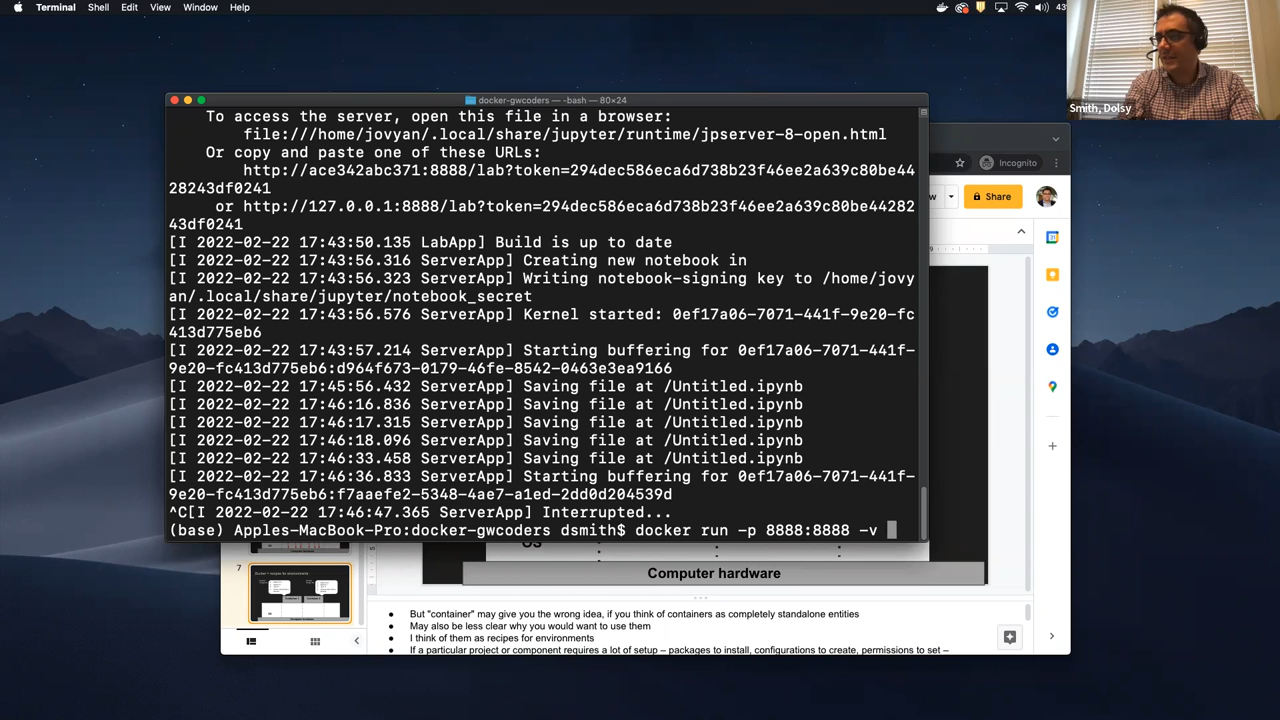 Terminal Shell Edit View Window Help
43
Smith, Dolsy
docker-gwcoders — -bash — 80×24
To access the server, open this file in a browser:
file:///home/jovyan/.local/share/jupyter/runtime/jpserver-8-open.html
Or copy and paste one of these URLs:
http://ace342abc371:8888/lab?token=294dec586eca6d738b23f46ee2a639c80be44
28243df0241
or http://127.0.0.1:8888/lab?token=294dec586eca6d738b23f46ee2a639c80be44282
43df0241
[I 2022-02-22 17:43:50.135 LabApp] Build is up to date
[I 2022-02-22 17:43:56.316 ServerApp] Creating new notebook in
[I 2022-02-22 17:43:56.323 ServerApp] Writing notebook-signing key to /home/jovy
an/.local/share/jupyter/notebook_secret
[I 2022-02-22 17:43:56.576 ServerApp] Kernel started: 0ef17a06-7071-441f-9e20-fc
413d775eb6
[I 2022-02-22 17:43:57.214 ServerApp] Starting buffering for 0ef17a06-7071-441f-
9e20-fc413d775eb6:d964f673-0179-46fe-8542-0463e3ea9166
[I 2022-02-22 17:45:56.432 ServerApp] Saving file at /Untitled.ipynb
[I 2022-02-22 17:46:16.836 ServerApp] Saving file at /Untitled.ipynb
[I 2022-02-22 17:46:17.315 ServerApp] Saving file at /Untitled.ipynb
[I 2022-02-22 17:46:18.096 ServerApp] Saving file at /Untitled.ipynb
[I 2022-02-22 17:46:33.458 ServerApp] Saving file at /Untitled.ipynb
[I 2022-02-22 17:46:36.833 ServerApp] Starting buffering for 0ef17a06-7071-441f-
9e20-fc413d775eb6:f7aaefe2-5348-4ae7-a1ed-2dd0d204539d
^C[I 2022-02-22 17:46:47.365 ServerApp] Interrupted...
(base) Apples-MacBook-Pro:docker-gwcoders dsmith$ docker run -p 8888:8888 -v
Incognito
Share
OS
Computer hardware
7
● But "container" may give you the wrong idea, if you think of containers as completely standalone entities
● May also be less clear why you would want to use them
● I think of them as recipes for environments
● If a particular project or component requires a lot of setup – packages to install, configurations to create, permissions to set –